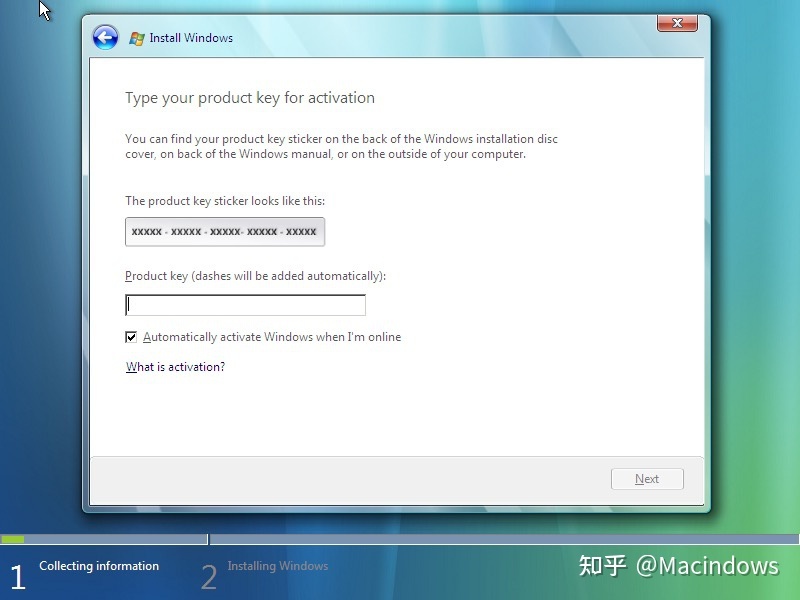 Install Windows
Type your product key for activation
You can find your product key sticker on the back of the Windows installation disc
cover, on back of the Windows manual, or on the outside of your computer.
The product key sticker looks like this:
XXXXX - XXXXX - XXXXX- XXXXX - XXXXX
Product key (dashes will be added automatically):
Automatically activate Windows when I'm online
What is activation?
Next
1 Collecting information
2 Installing Windows
知乎 @Macindows